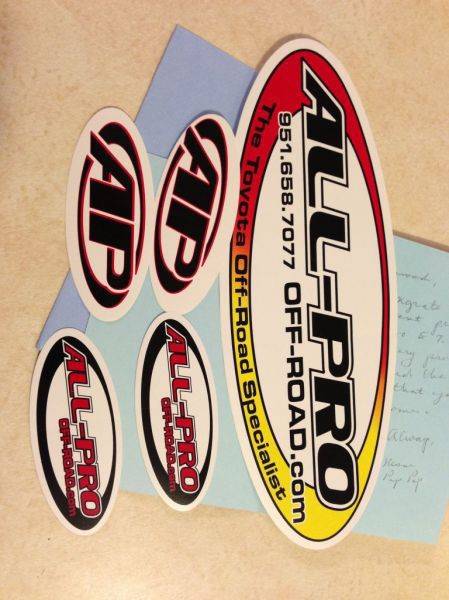 ALL-PRO
951.658.7077 OFF-ROAD.com
The Toyota Off-Road Specialist
AP
AP
ALL-PRO
OFF-ROAD.com
ALL-PRO
OFF-ROAD.com
that